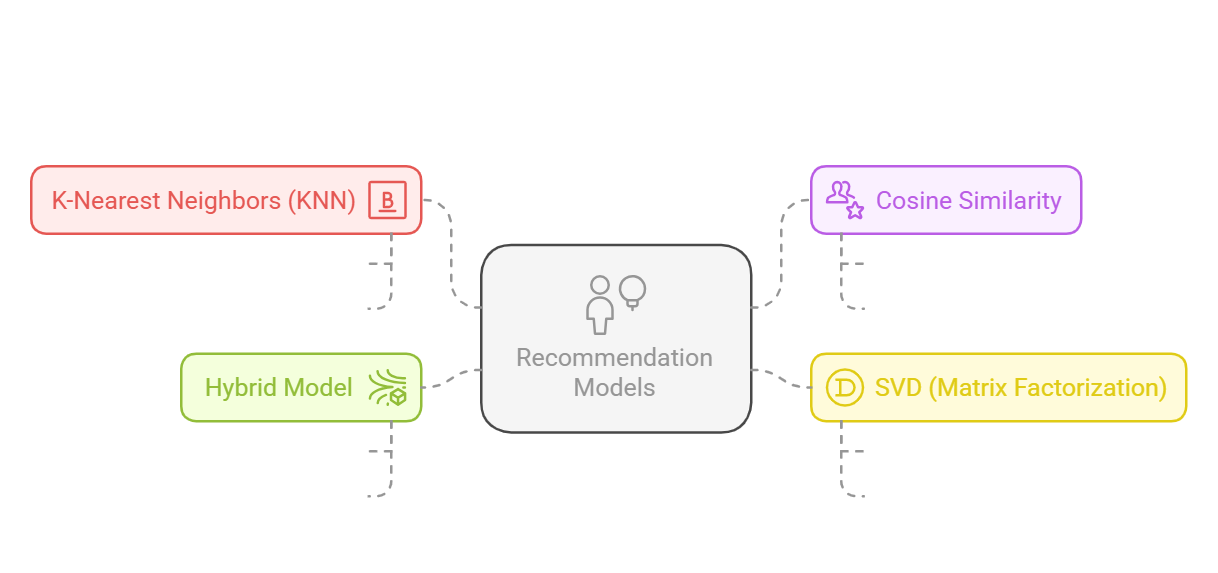 K-Nearest Neighbors (KNN)
B
Cosine Similarity
Recommendation
Models
Hybrid Model
D
SVD (Matrix Factorization)